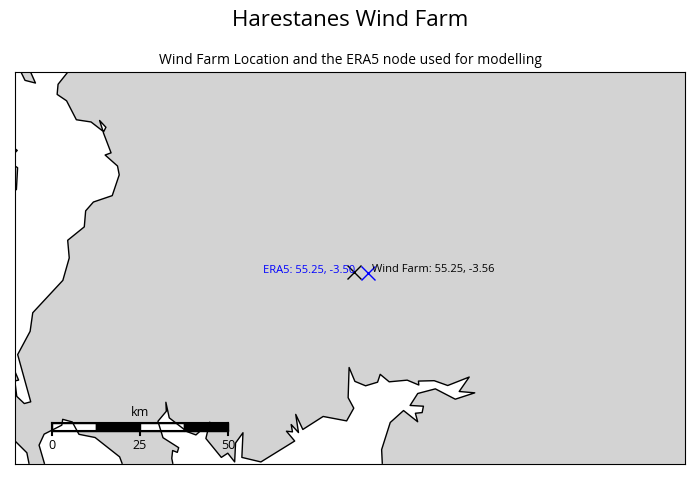 Harestanes Wind Farm
Wind Farm Location and the ERA5 node used for modelling
ERA5: 55.25, -3.50
Wind Farm: 55.25, -3.56
km
0 25 50